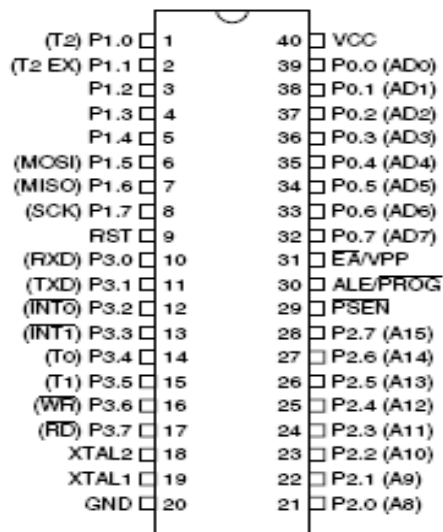 (T2) P1.0 1 40 VCC
(T2 EX) P1.1 2 39 P0.0 (AD0)
P1.2 3 38 P0.1 (AD1)
P1.3 4 37 P0.2 (AD2)
P1.4 5 36 P0.3 (AD3)
(MOSI) P1.5 6 35 P0.4 (AD4)
(MISO) P1.6 7 34 P0.5 (AD5)
(SCK) P1.7 8 33 P0.6 (AD6)
RST 9 32 P0.7 (AD7)
(RXD) P3.0 10 31 E̅A̅/VPP
(TXD) P3.1 11 30 ALE/P̅R̅O̅G̅
(I̅N̅T̅0̅) P3.2 12 29 P̅S̅E̅N̅
(I̅N̅T̅1̅) P3.3 13 28 P2.7 (A15)
(T0) P3.4 14 27 P2.6 (A14)
(T1) P3.5 15 26 P2.5 (A13)
(W̅R̅) P3.6 16 25 P2.4 (A12)
(R̅D̅) P3.7 17 24 P2.3 (A11)
XTAL2 18 23 P2.2 (A10)
XTAL1 19 22 P2.1 (A9)
GND 20 21 P2.0 (A8)